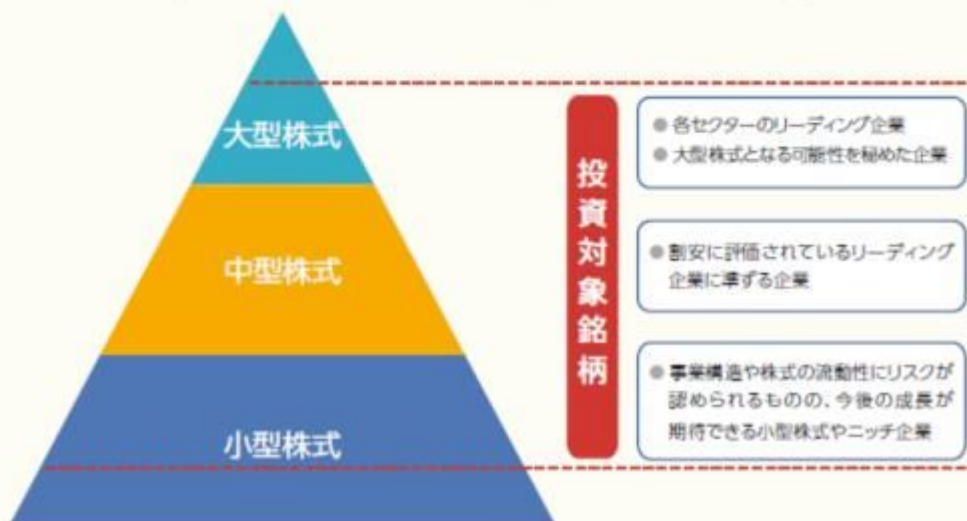 大型株式
中型株式
小型株式
投資対象銘柄
● 各セクターのリーディング企業
● 大型株式となる可能性を秘めた企業
● 割安に評価されているリーディング
企業に準ずる企業
● 事業構造や株式の流動性にリスクが
認められるものの、今後の成長が
期待できる小型株式やニッチ企業